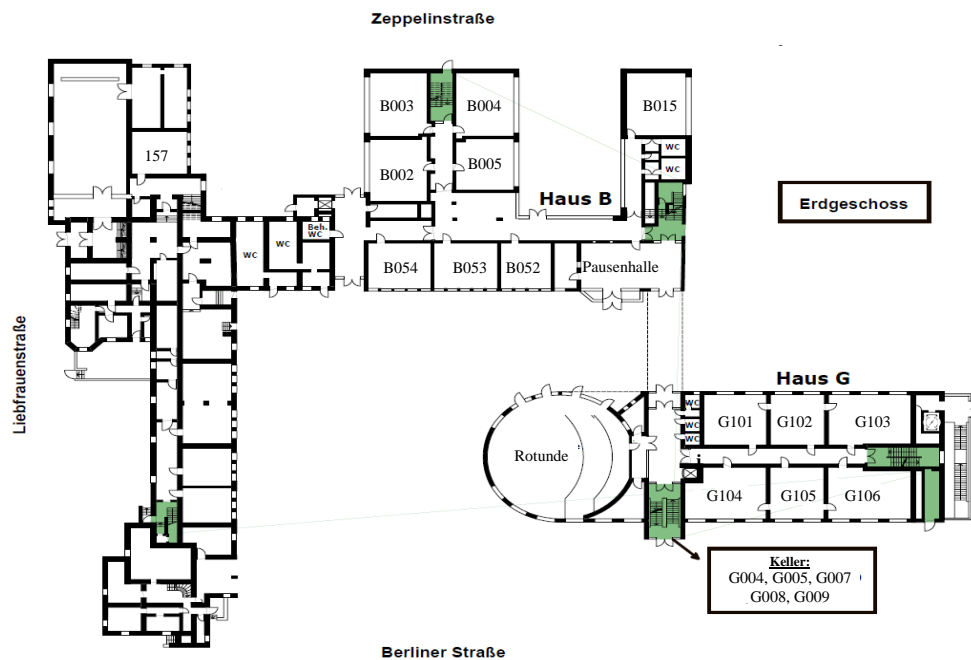 Zeppelinstraße
B003
B004
B015
157
B002
B005
WC
WC
Haus B
Erdgeschoss
Beh.
WC
WC
WC
B054
B053
B052
Pausenhalle
Liebfrauenstraße
Haus G
WC
G101
G102
G103
WC
WC
Rotunde
G104
G105
G106
Keller:
G004, G005, G007
G008, G009
Berliner Straße